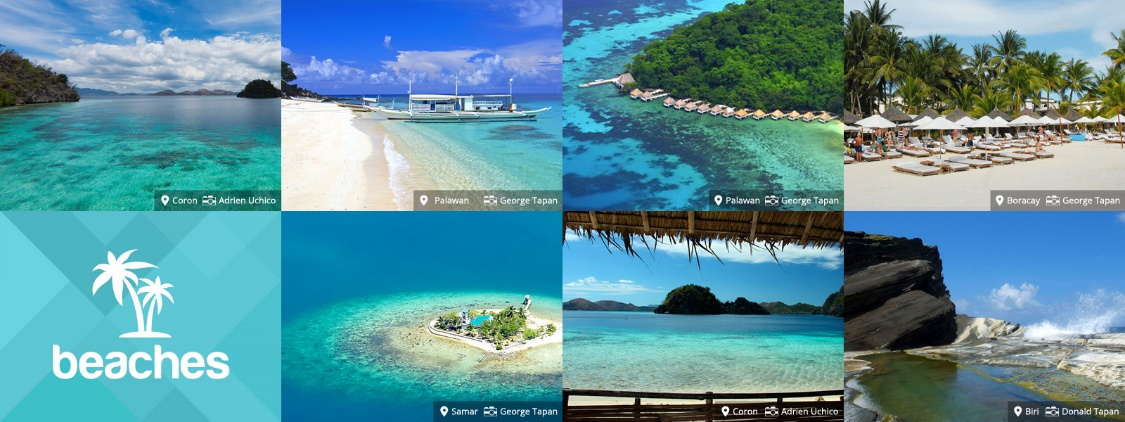 Coron Adrien Uchico
Palawan George Tapan
Palawan George Tapan
Boracay George Tapan
beaches
Samar George Tapan
Coron Adrien Uchico
Biri Donald Tapan